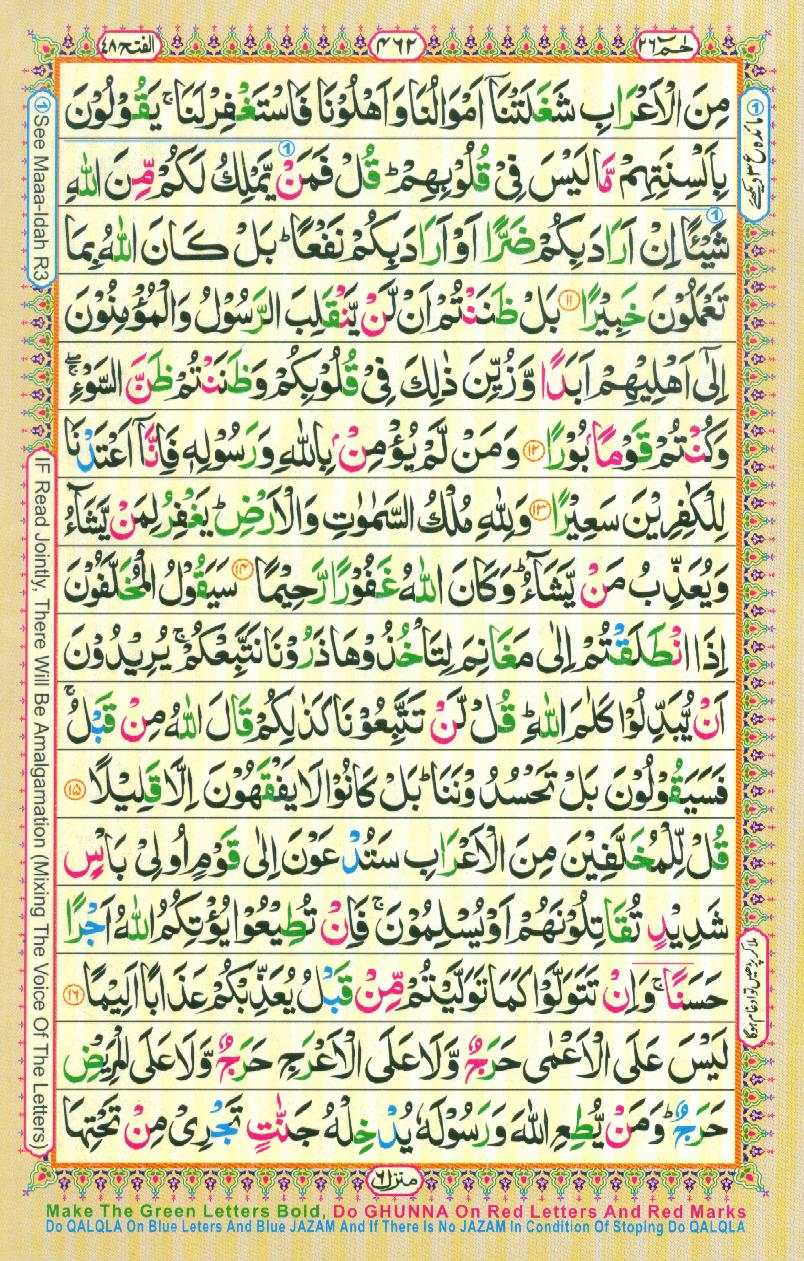 الفتح ٤٨
٤٦٢
حٰمٓ ٢٦
مِنَ الْاَعْرَابِ شَغَلَتْنَاۤ اَمْوَالُنَا وَاَهْلُوْنَا فَاسْتَغْفِرْ لَنَا ۚ يَقُوْلُوْنَ
بِاَلْسِنَتِهِمْ مَّا لَيْسَ فِىْ قُلُوْبِهِمْ ؕ قُلْ فَمَنْ يَّمْلِكُ لَكُمْ مِّنَ اللّٰهِ
شَيْـًٔا اِنْ اَرَادَ بِكُمْ ضَرًّا اَوْ اَرَادَ بِكُمْ نَفْعًا ؕ بَلْ كَانَ اللّٰهُ بِمَا
تَعْمَلُوْنَ خَبِيْرًا ۝١١ بَلْ ظَنَنْتُمْ اَنْ لَّنْ يَّنْقَلِبَ الرَّسُوْلُ وَالْمُؤْمِنُوْنَ
اِلٰٓى اَهْلِيْهِمْ اَبَدًا وَّزُيِّنَ ذٰلِكَ فِىْ قُلُوْبِكُمْ وَظَنَنْتُمْ ظَنَّ السَّوْءِ ۖۚ
وَكُنْتُمْ قَوْمًاۢ بُوْرًا ۝١٢ وَمَنْ لَّمْ يُؤْمِنْۢ بِاللّٰهِ وَرَسُوْلِهٖ فَاِنَّاۤ اَعْتَدْنَا
لِلْكٰفِرِيْنَ سَعِيْرًا ۝١٣ وَلِلّٰهِ مُلْكُ السَّمٰوٰتِ وَالْاَرْضِ ؕ يَغْفِرُ لِمَنْ يَّشَآءُ
وَيُعَذِّبُ مَنْ يَّشَآءُ ؕ وَكَانَ اللّٰهُ غَفُوْرًا رَّحِيْمًا ۝١٤ سَيَقُوْلُ الْمُخَلَّفُوْنَ
اِذَا انْطَلَقْتُمْ اِلٰى مَغَانِمَ لِتَاْخُذُوْهَا ذَرُوْنَا نَتَّبِعْكُمْ ۚ يُرِيْدُوْنَ
اَنْ يُّبَدِّلُوْا كَلٰمَ اللّٰهِ ؕ قُلْ لَّنْ تَتَّبِعُوْنَا كَذٰلِكُمْ قَالَ اللّٰهُ مِنْ قَبْلُ ۚ
فَسَيَقُوْلُوْنَ بَلْ تَحْسُدُوْنَنَا ؕ بَلْ كَانُوْا لَا يَفْقَهُوْنَ اِلَّا قَلِيْلًا ۝١٥
قُلْ لِّلْمُخَلَّفِيْنَ مِنَ الْاَعْرَابِ سَتُدْعَوْنَ اِلٰى قَوْمٍ اُولِىْ بَاْسٍ
شَدِيْدٍ تُقَاتِلُوْنَهُمْ اَوْ يُسْلِمُوْنَ ۚ فَاِنْ تُطِيْعُوْا يُؤْتِكُمُ اللّٰهُ اَجْرًا
حَسَنًا ۚ وَاِنْ تَتَوَلَّوْا كَمَا تَوَلَّيْتُمْ مِّنْ قَبْلُ يُعَذِّبْكُمْ عَذَابًا اَلِيْمًا ۝١٦
لَيْسَ عَلَى الْاَعْمٰى حَرَجٌ وَّلَا عَلَى الْاَعْرَجِ حَرَجٌ وَّلَا عَلَى الْمَرِيْضِ
حَرَجٌ ؕ وَمَنْ يُّطِعِ اللّٰهَ وَرَسُوْلَهٗ يُدْخِلْهُ جَنّٰتٍ تَجْرِىْ مِنْ تَحْتِهَا
منزل ٦
① See Maaa-Idah R3
IF Read Jointly, There Will Be Amalgamation (Mixing The Voice Of The Letters)
Make The Green Letters Bold, Do GHUNNA On Red Letters And Red Marks
Do QALQLA On Blue Leters And Blue JAZAM And If There Is No JAZAM In Condition Of Stoping Do QALQLA